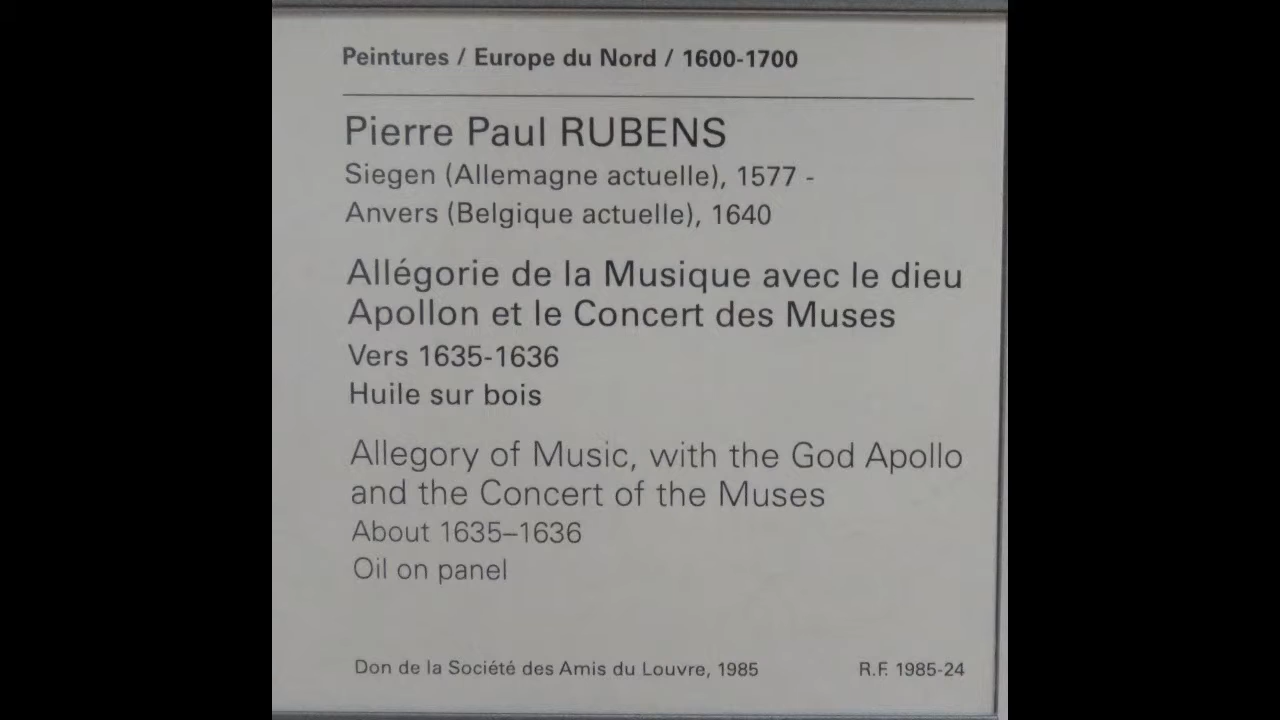 Peintures / Europe du Nord / 1600-1700
Pierre Paul RUBENS
Siegen (Allemagne actuelle), 1577 -
Anvers (Belgique actuelle), 1640
Allégorie de la Musique avec le dieu
Apollon et le Concert des Muses
Vers 1635-1636
Huile sur bois
Allegory of Music, with the God Apollo
and the Concert of the Muses
About 1635–1636
Oil on panel
Don de la Société des Amis du Louvre, 1985 R.F. 1985-24